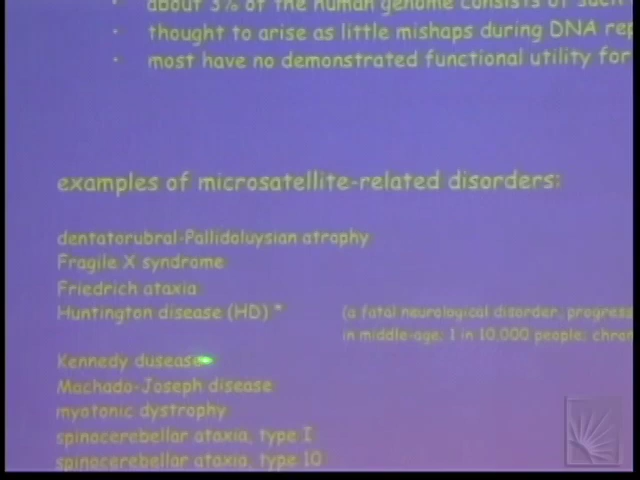 · about 3% of the human genome consists of such
· thought to arise as little mishaps during DNA rep
· most have no demonstrated functional utility for
examples of microsatellite-related disorders:
dentatorubral-Pallidoluysian atrophy
Fragile X syndrome
Friedrich ataxia
Huntington disease (HD) * (a fatal neurological disorder, progress
in middle-age; 1 in 10,000 people; chrom
Kennedy dusease
Machado-Joseph disease
myotonic dystrophy
spinocerebellar ataxia, type I
spinocerebellar ataxia, type 10